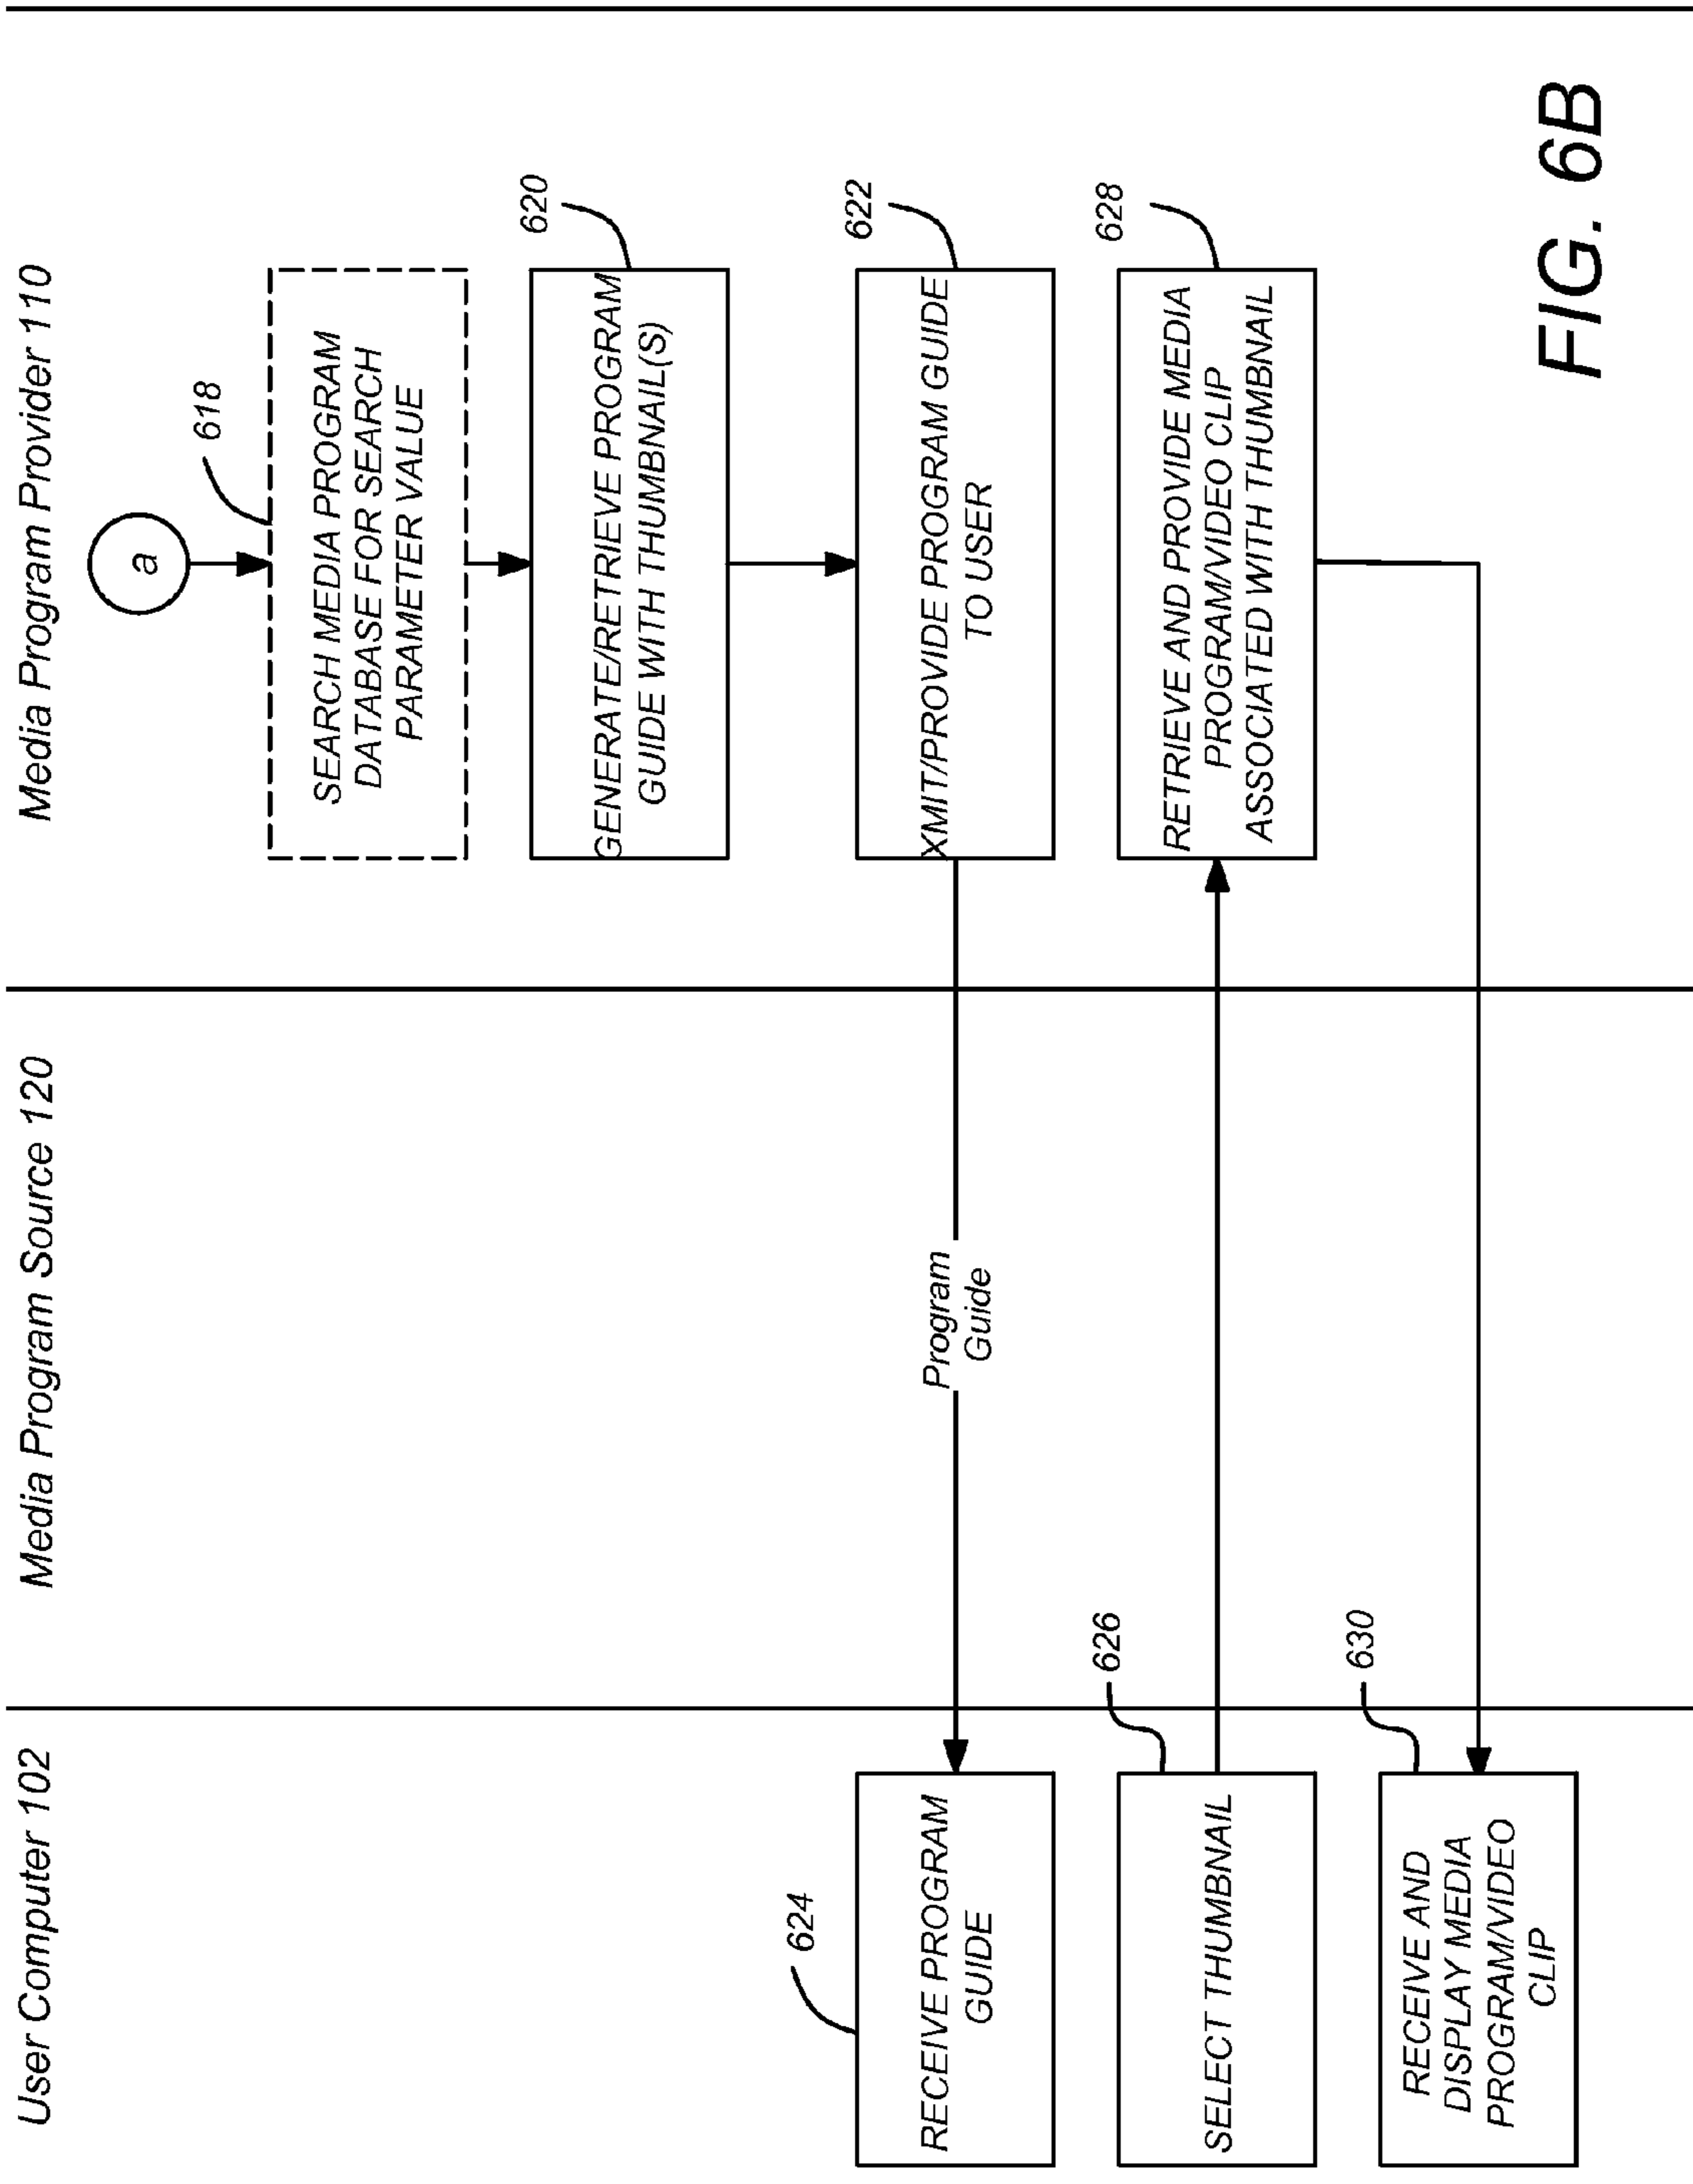 User Computer 102
Media Program Source 120
Media Program Provider 110
a
618
SEARCH MEDIA PROGRAM
DATABASE FOR SEARCH
PARAMETER VALUE
620
GENERATE/RETRIEVE PROGRAM
GUIDE WITH THUMBNAIL(S)
622
XMIT/PROVIDE PROGRAM GUIDE
TO USER
Program
Guide
624
RECEIVE PROGRAM
GUIDE
626
SELECT THUMBNAIL
628
RETRIEVE AND PROVIDE MEDIA
PROGRAM/VIDEO CLIP
ASSOCIATED WITH THUMBNAIL
630
RECEIVE AND
DISPLAY MEDIA
PROGRAM/VIDEO
CLIP
FIG. 6B